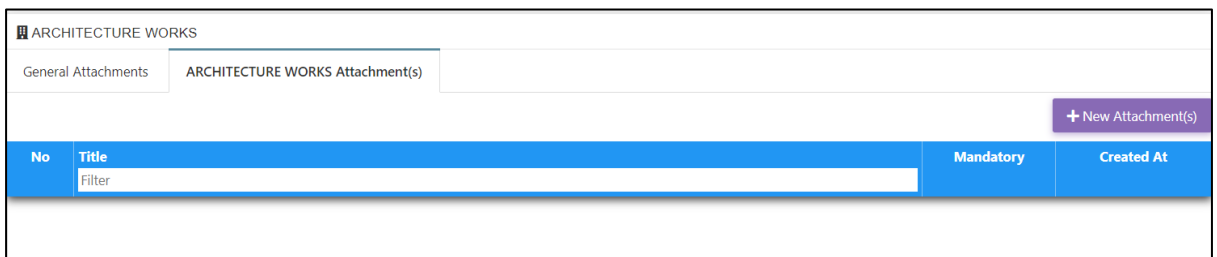 ARCHITECTURE WORKS
General Attachments ARCHITECTURE WORKS Attachment(s)
+ New Attachment(s)
No Title Mandatory Created At
Filter